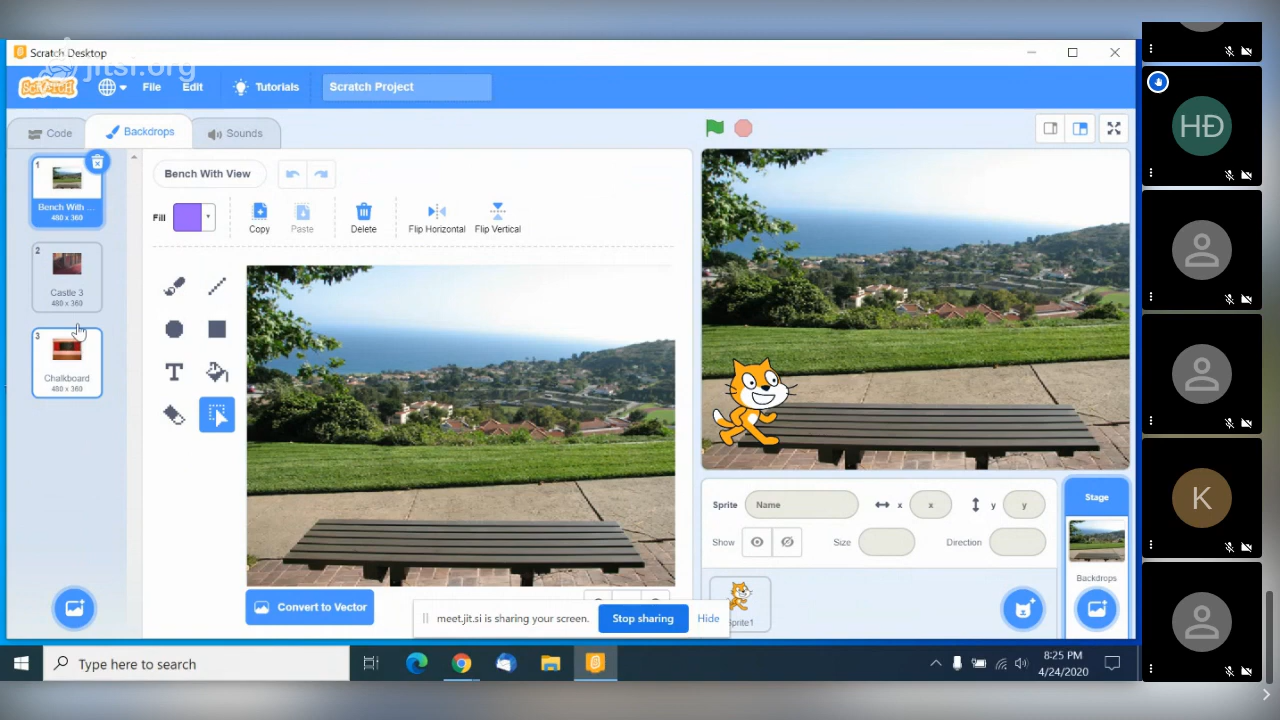 Scratch Desktop
jitsi.org
SCRATCH
File
Edit
Tutorials
Scratch Project
Code
Backdrops
Sounds
1
Bench With ...
480 x 360
2
Castle 3
480 x 360
3
Chalkboard
480 x 360
Bench With View
Fill
Copy
Paste
Delete
Flip Horizontal
Flip Vertical
T
Convert to Vector
Sprite
Name
x
x
y
y
Show
Size
Direction
Stage
Backdrops
Sprite1
meet.jit.si is sharing your screen.
Stop sharing
Hide
HĐ
K
Type here to search
8:25 PM
4/24/2020